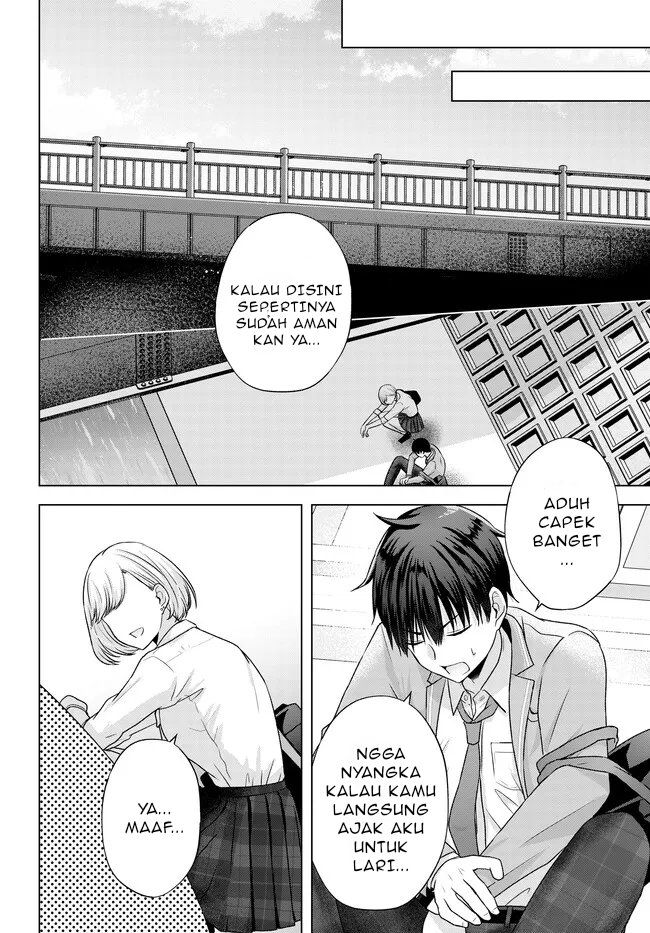 KALAU DISINI
SEPERTINYA
SUDAH AMAN
KAN YA...
ADUH
CAPEK
BANGET
...
NGGA
NYANGKA
KALAU KAMU
LANGSUNG
AJAK AKU
UNTUK
LARI...
YA...
MAAF...